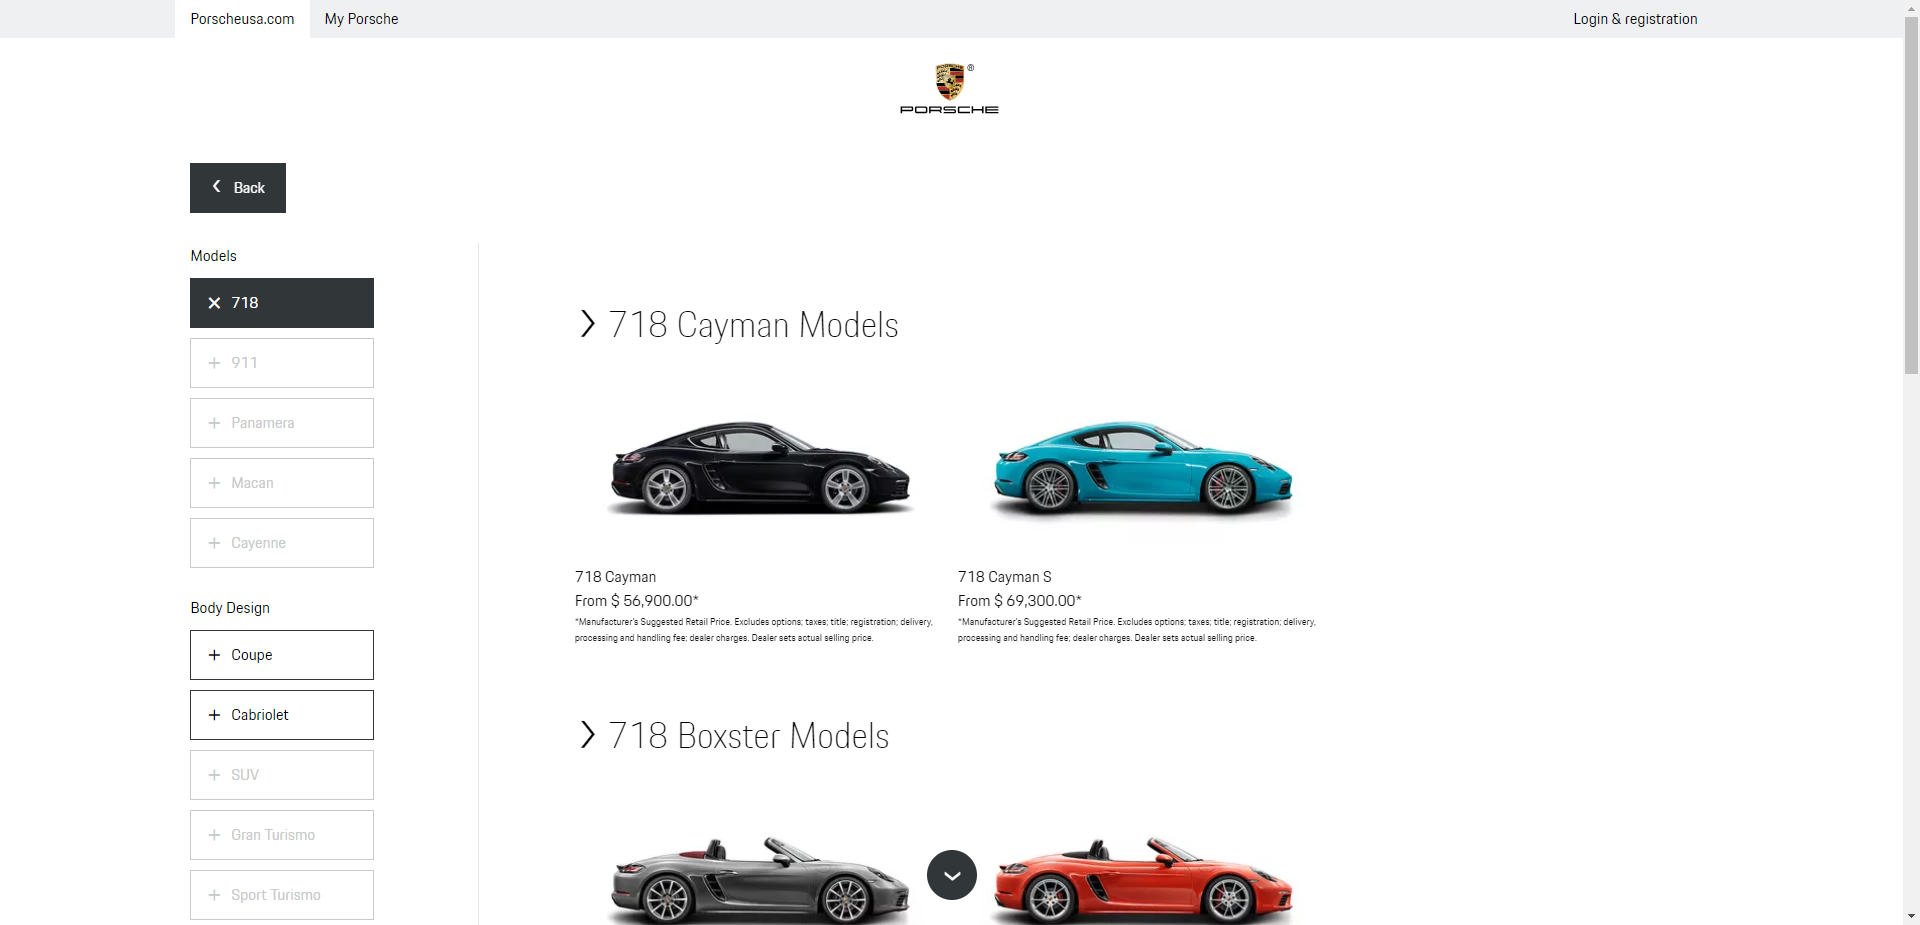 Porscheusa.com
My Porsche
Login & registration
®
PORSCHE
Back
Models
718
911
Panamera
Macan
Cayenne
Body Design
Coupe
Cabriolet
SUV
Gran Turismo
Sport Turismo
718 Cayman Models
718 Cayman
From $ 56,900.00*
*Manufacturer's Suggested Retail Price. Excludes options; taxes; title; registration; delivery,
processing and handling fee; dealer charges. Dealer sets actual selling price.
718 Cayman S
From $ 69,300.00*
*Manufacturer's Suggested Retail Price. Excludes options; taxes; title; registration; delivery,
processing and handling fee; dealer charges. Dealer sets actual selling price.
718 Boxster Models